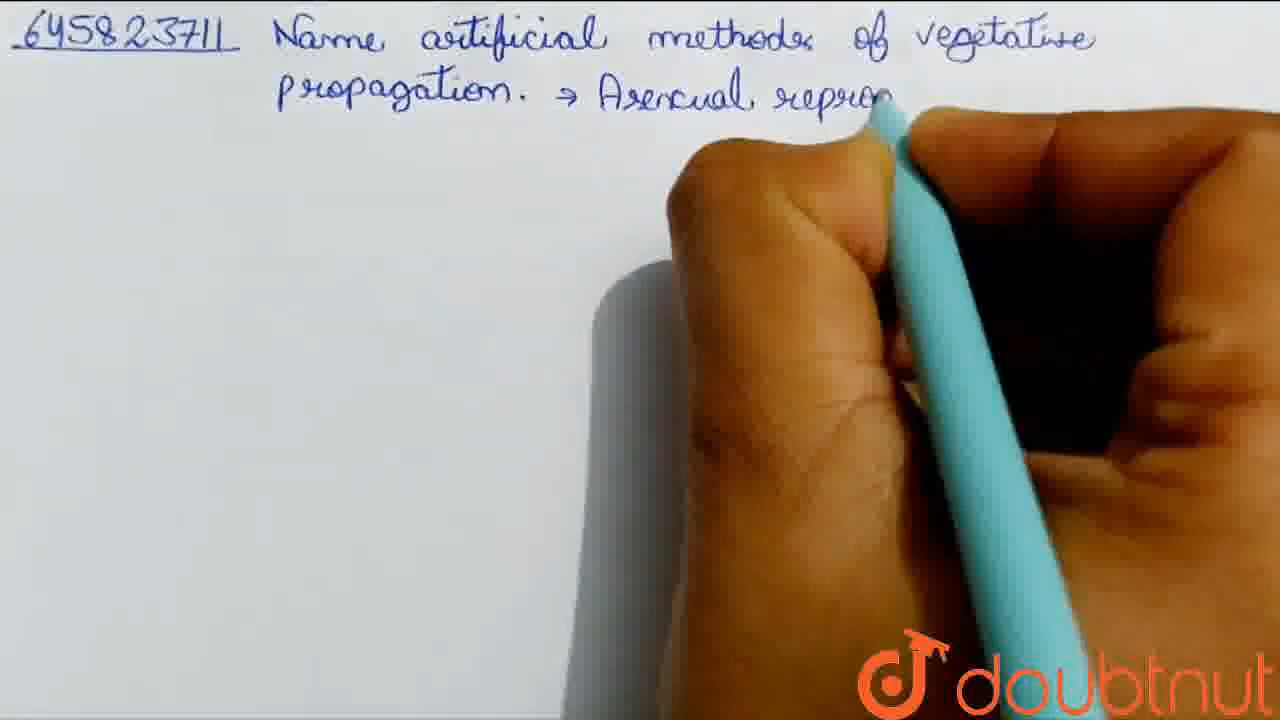 645823711 Name artificial methods of vegetative
propagation. → Asexual repro
doubtnut